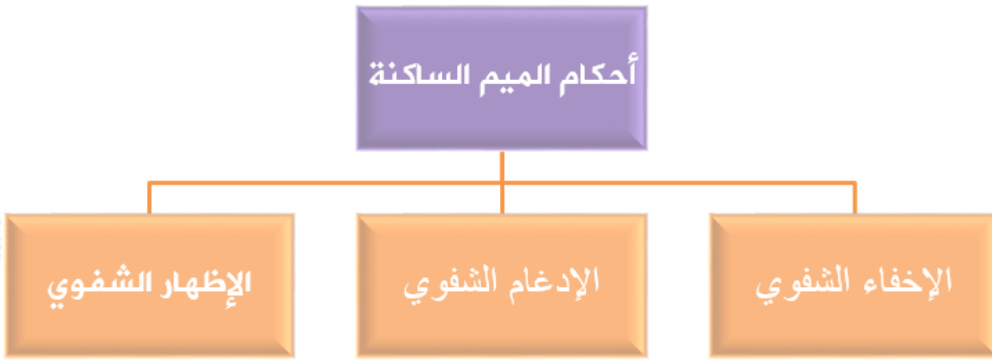 أحكام الميم الساكنة
الإخفاء الشفوي
الإدغام الشفوي
الإظهار الشفوي